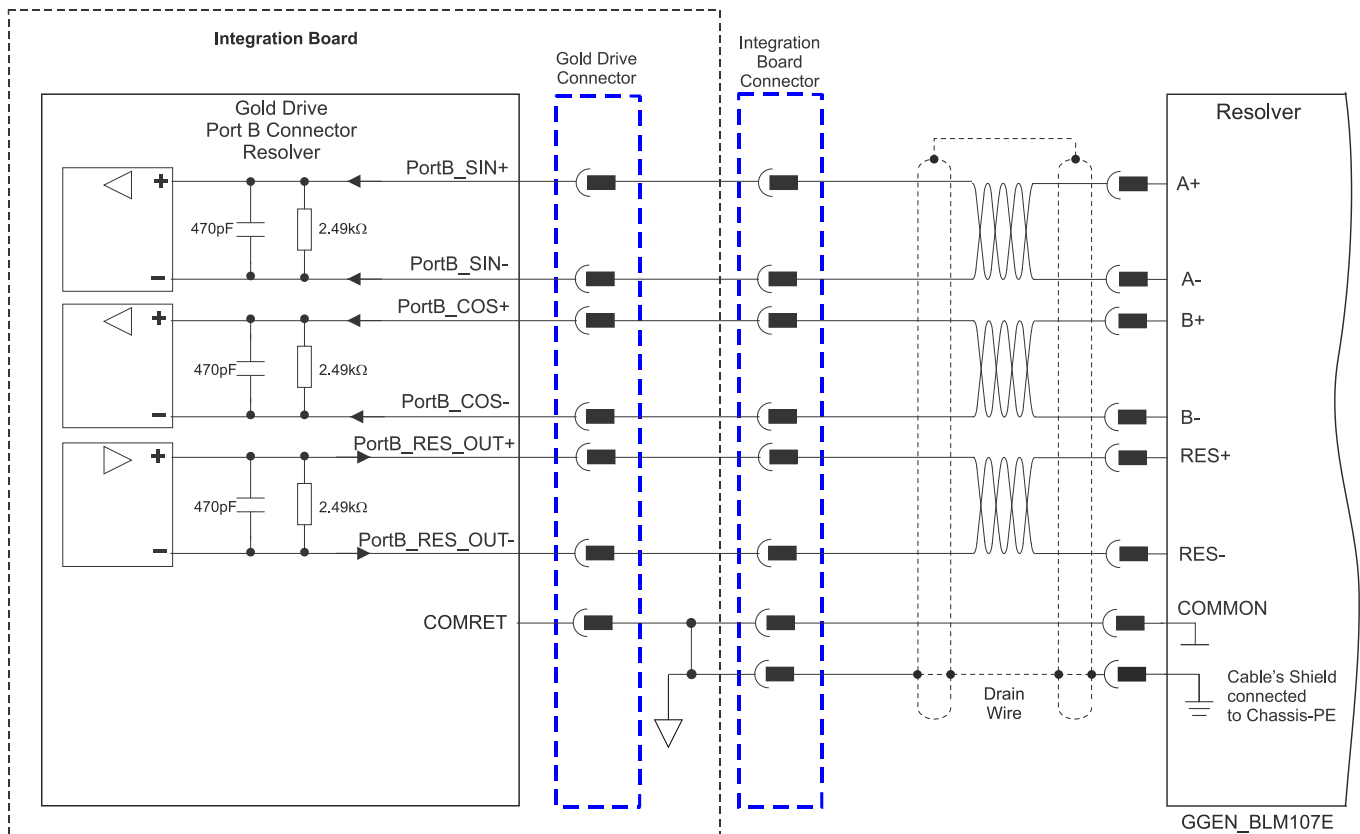 Integration Board
Gold Drive
Connector
Integration
Board
Connector
Gold Drive
Port B Connector
Resolver
Resolver
PortB_SIN+
+
470pF
2.49kΩ
A+
PortB_SIN-
-
A-
PortB_COS+
+
470pF
2.49kΩ
B+
PortB_COS-
-
B-
PortB_RES_OUT+
+
470pF
2.49kΩ
RES+
PortB_RES_OUT-
-
RES-
COMRET
COMMON
Drain
Wire
Cable's Shield
connected
to Chassis-PE
GGEN_BLM107E